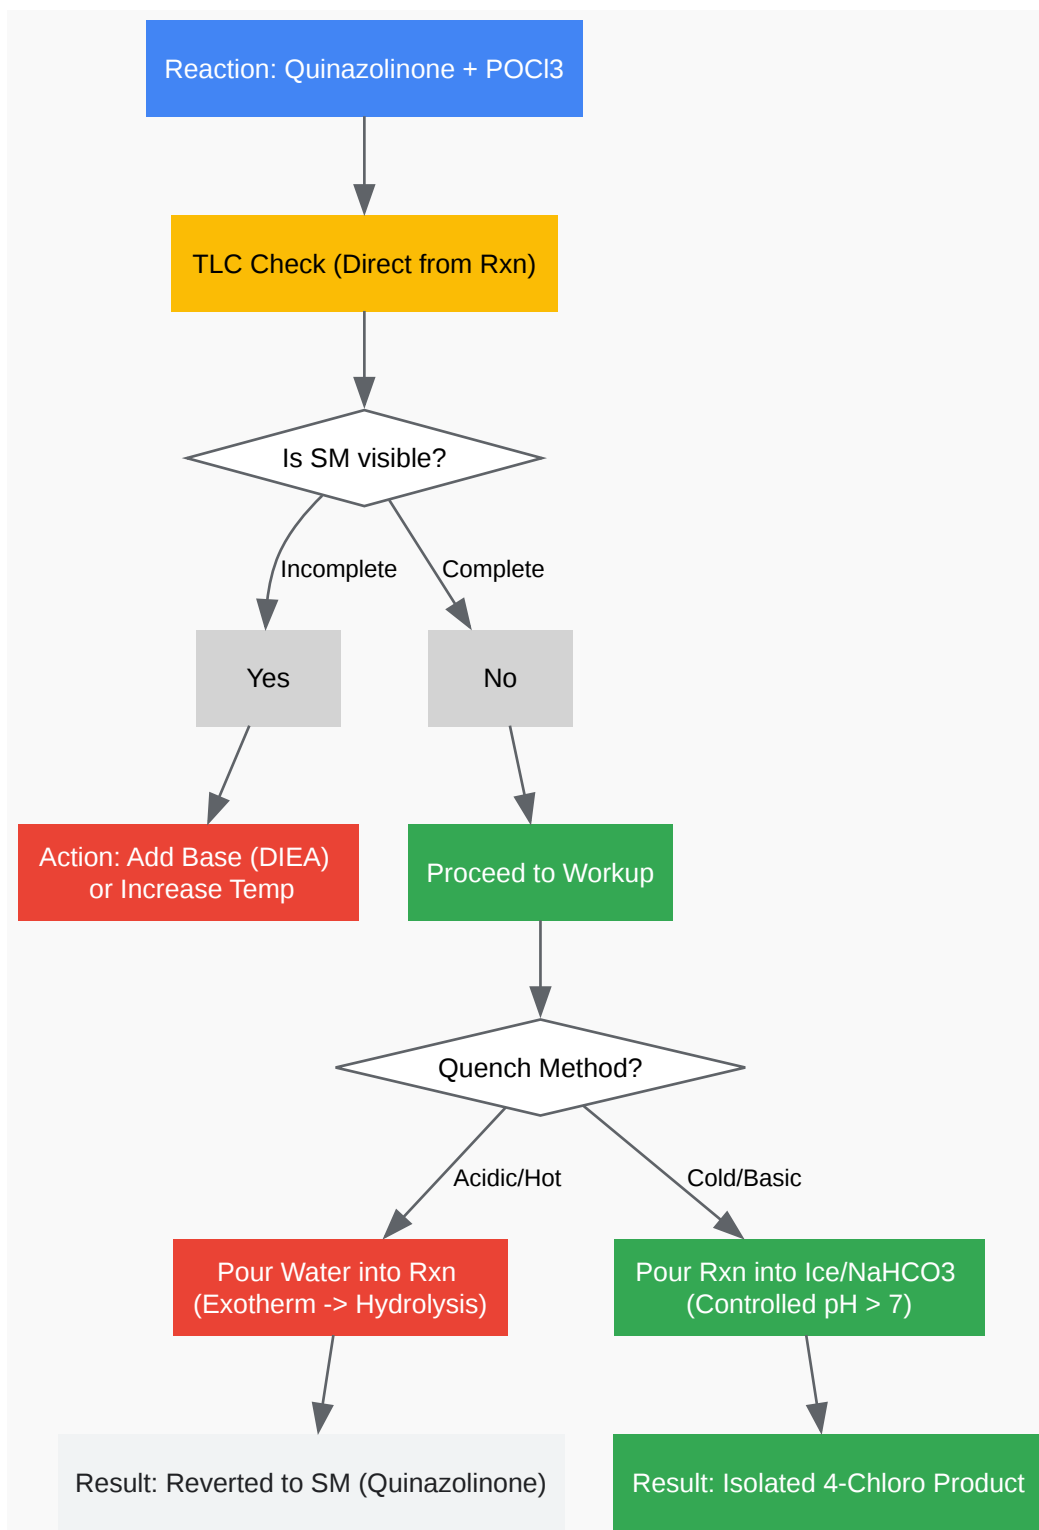 Reaction: Quinazolinone + POCl3
TLC Check (Direct from Rxn)
Is SM visible?
Incomplete
Complete
Yes
No
Action: Add Base (DIEA)
or Increase Temp
Proceed to Workup
Quench Method?
Acidic/Hot
Cold/Basic
Pour Water into Rxn
(Exotherm -> Hydrolysis)
Pour Rxn into Ice/NaHCO3
(Controlled pH > 7)
Result: Reverted to SM (Quinazolinone)
Result: Isolated 4-Chloro Product